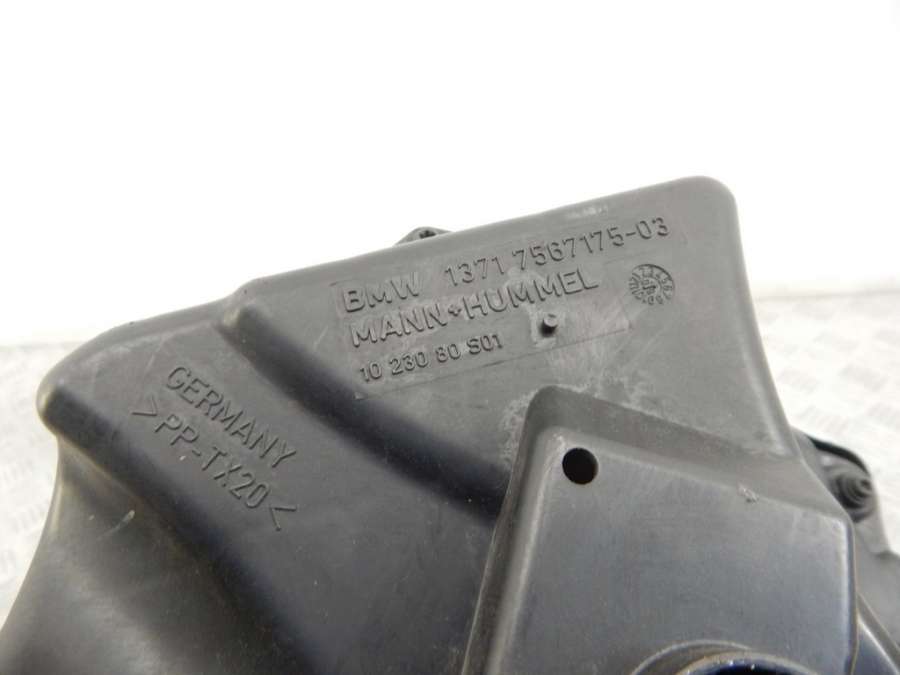 BMW 1371 7567175-03
MANN+HUMMEL
10 230 80 S01
GERMANY
>PP-TX20<